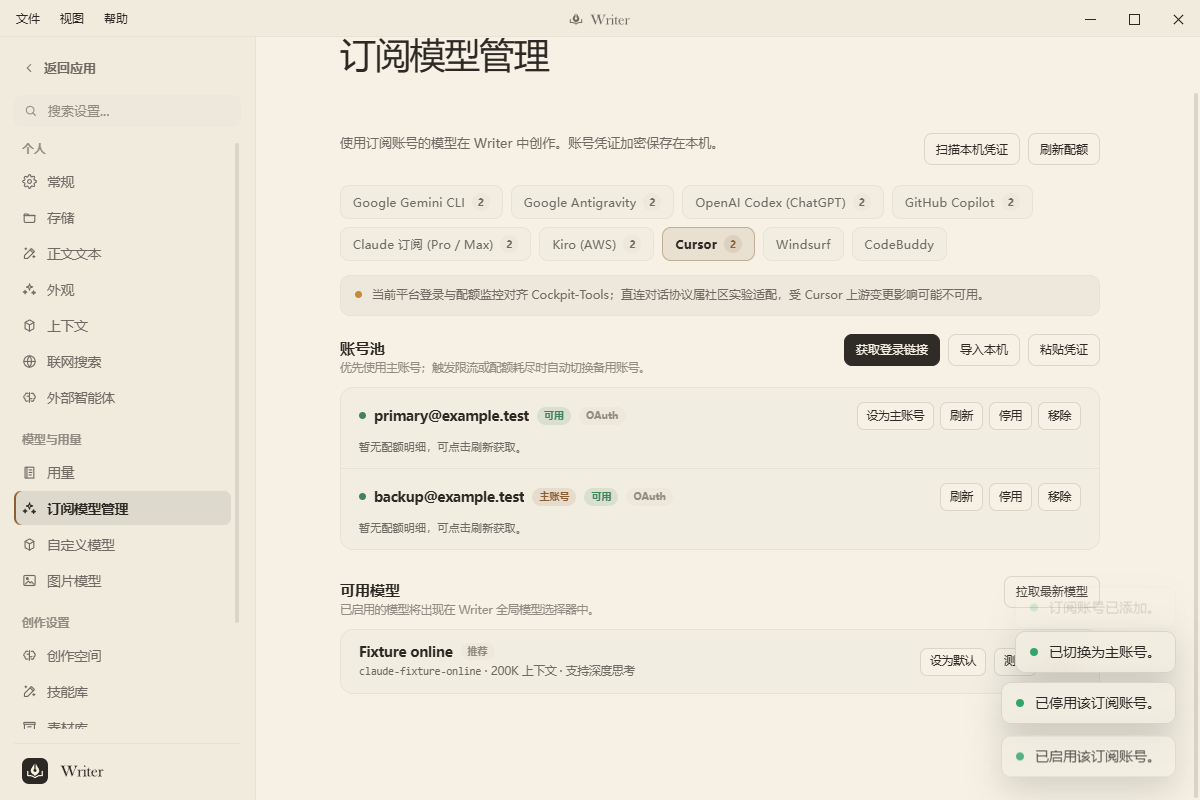 文件 视图 帮助 Writer
返回应用
搜索设置...
个人
常规
存储
正文文本
外观
上下文
联网搜索
外部智能体
模型与用量
用量
订阅模型管理
自定义模型
图片模型
创作设置
创作空间
技能库
素材库
Writer
订阅模型管理
使用订阅账号的模型在 Writer 中创作。账号凭证加密保存在本机。
扫描本机凭证 刷新配额
Google Gemini CLI 2 Google Antigravity 2 OpenAI Codex (ChatGPT) 2 GitHub Copilot 2
Claude 订阅 (Pro / Max) 2 Kiro (AWS) 2 Cursor 2 Windsurf CodeBuddy
当前平台登录与配额监控对齐 Cockpit-Tools；直连对话协议属社区实验适配，受 Cursor 上游变更影响可能不可用。
账号池
优先使用主账号；触发限流或配额耗尽时自动切换备用账号。
获取登录链接 导入本机 粘贴凭证
primary@example.test 可用 OAuth 设为主账号 刷新 停用 移除
暂无配额明细，可点击刷新获取。
backup@example.test 主账号 可用 OAuth 刷新 停用 移除
暂无配额明细，可点击刷新获取。
可用模型
已启用的模型将出现在 Writer 全局模型选择器中。
拉取最新模型
Fixture online 推荐
claude-fixture-online · 200K 上下文 · 支持深度思考
设为默认 测
订阅账号已添加。
已切换为主账号。
已停用该订阅账号。
已启用该订阅账号。